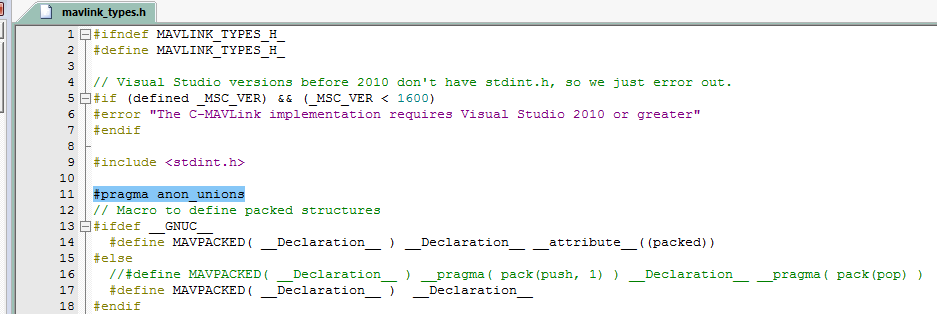 mavlink_types.h
1 #ifndef MAVLINK_TYPES_H_
2 #define MAVLINK_TYPES_H_
3
4 // Visual Studio versions before 2010 don't have stdint.h, so we just error out.
5 #if (defined _MSC_VER) && (_MSC_VER < 1600)
6 #error "The C-MAVLink implementation requires Visual Studio 2010 or greater"
7 #endif
8
9 #include <stdint.h>
10
11 #pragma anon_unions
12 // Macro to define packed structures
13 #ifdef __GNUC__
14   #define MAVPACKED( __Declaration__ ) __Declaration__ __attribute__((packed))
15 #else
16   //#define MAVPACKED( __Declaration__ ) __pragma( pack(push, 1) ) __Declaration__ __pragma( pack(pop) )
17   #define MAVPACKED( __Declaration__ )  __Declaration__
18 #endif